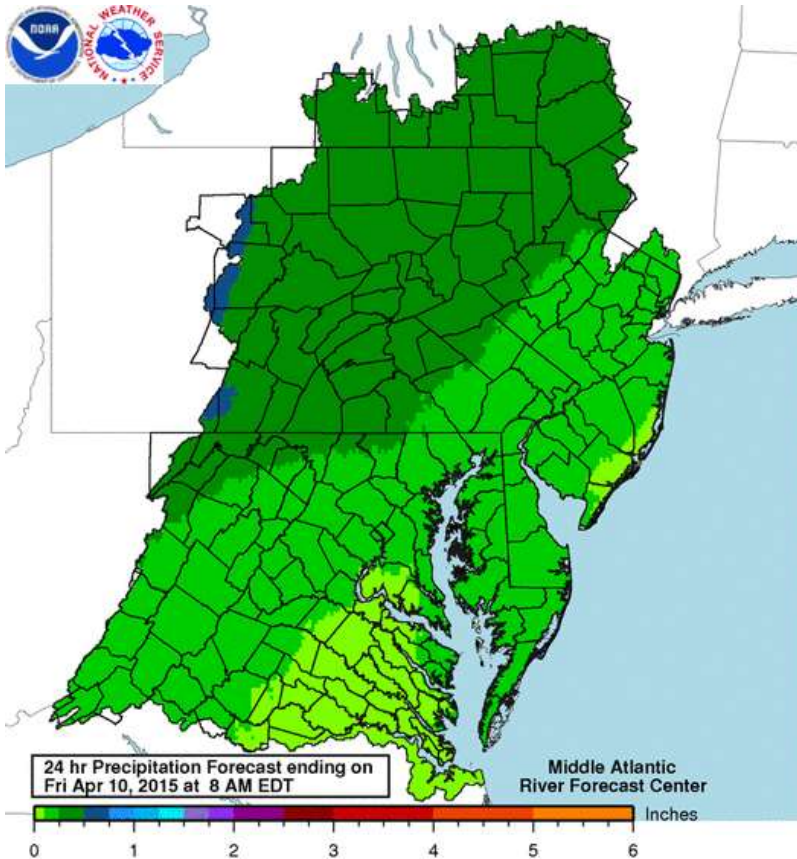 NOAA
NATIONAL WEATHER SERVICE
24 hr Precipitation Forecast ending on
Fri Apr 10, 2015 at 8 AM EDT
Middle Atlantic
River Forecast Center
Inches
0 1 2 3 4 5 6